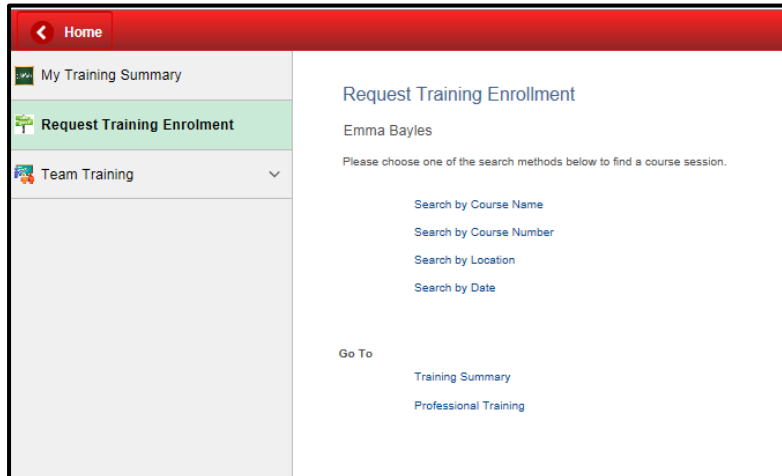 Home
My Training Summary
Request Training Enrolment
Team Training
Request Training Enrollment
Emma Bayles
Please choose one of the search methods below to find a course session.
Search by Course Name
Search by Course Number
Search by Location
Search by Date
Go To
Training Summary
Professional Training